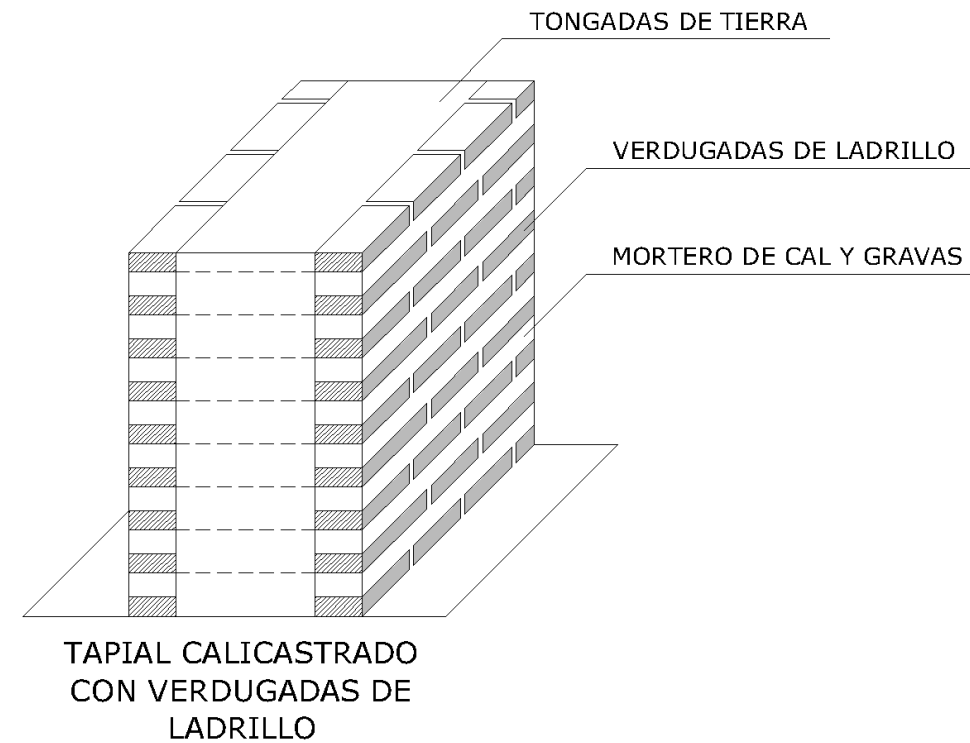 TONGADAS DE TIERRA
VERDUGADAS DE LADRILLO
MORTERO DE CAL Y GRAVAS
TAPIAL CALICASTRADO
CON VERDUGADAS DE
LADRILLO